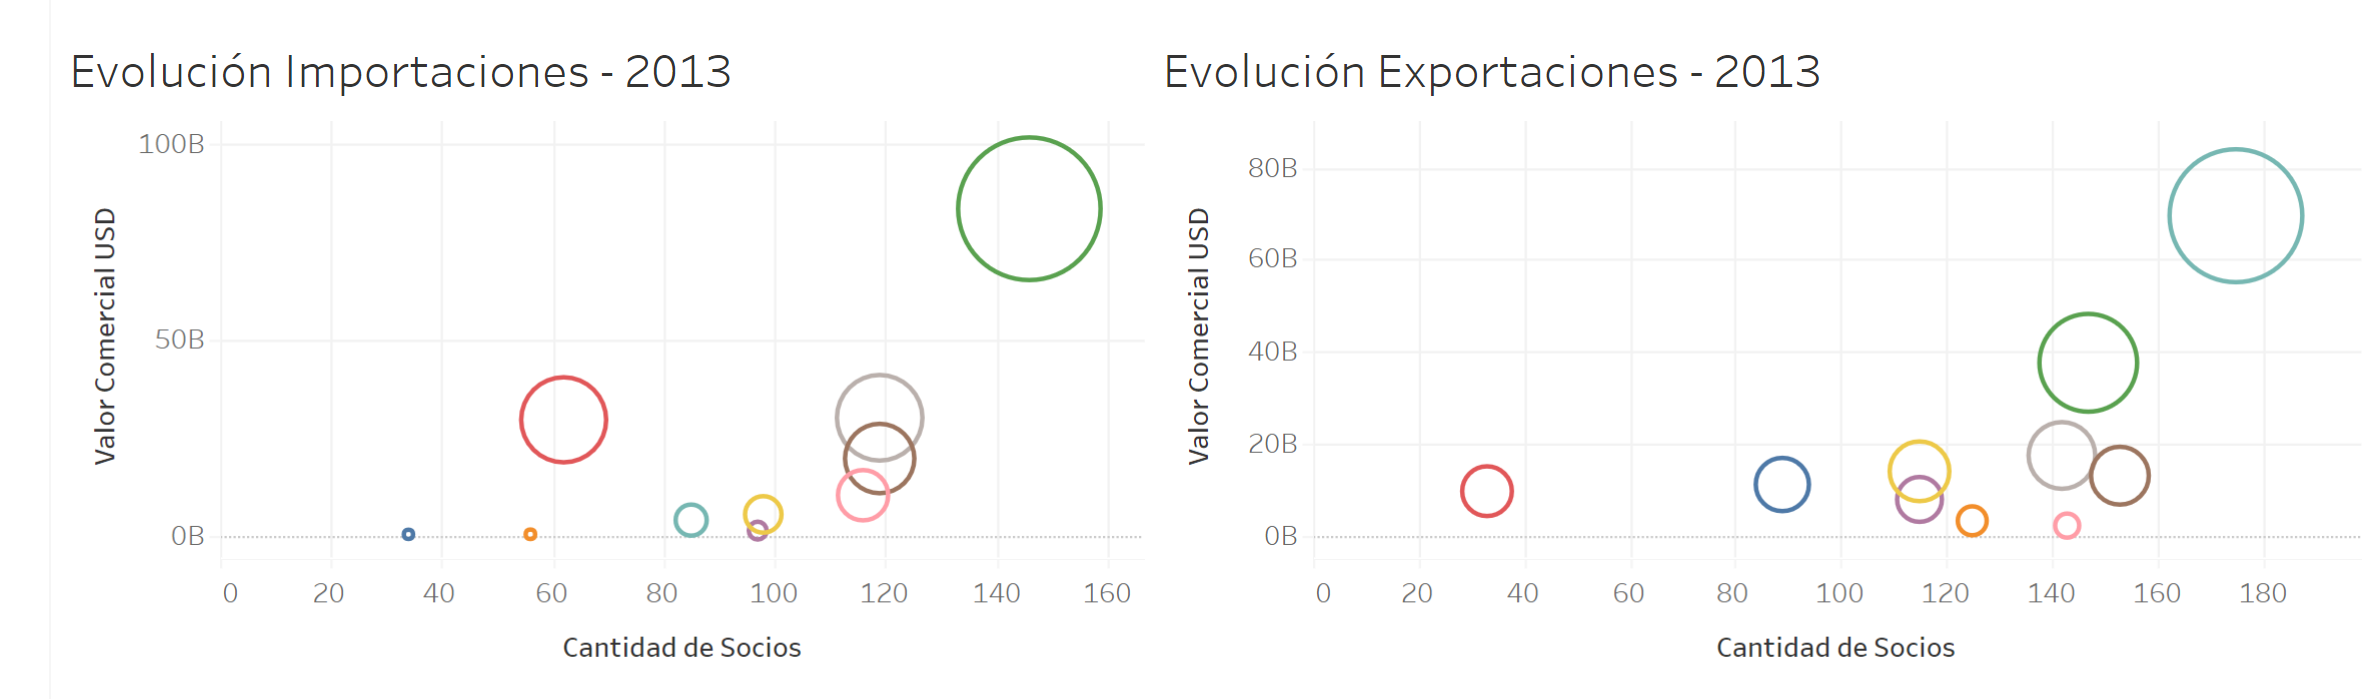 Evolución Importaciones - 2013
100B
50B
0B
Valor Comercial USD
0 20 40 60 80 100 120 140 160
Cantidad de Socios
Evolución Exportaciones - 2013
80B
60B
40B
20B
0B
Valor Comercial USD
0 20 40 60 80 100 120 140 160 180
Cantidad de Socios